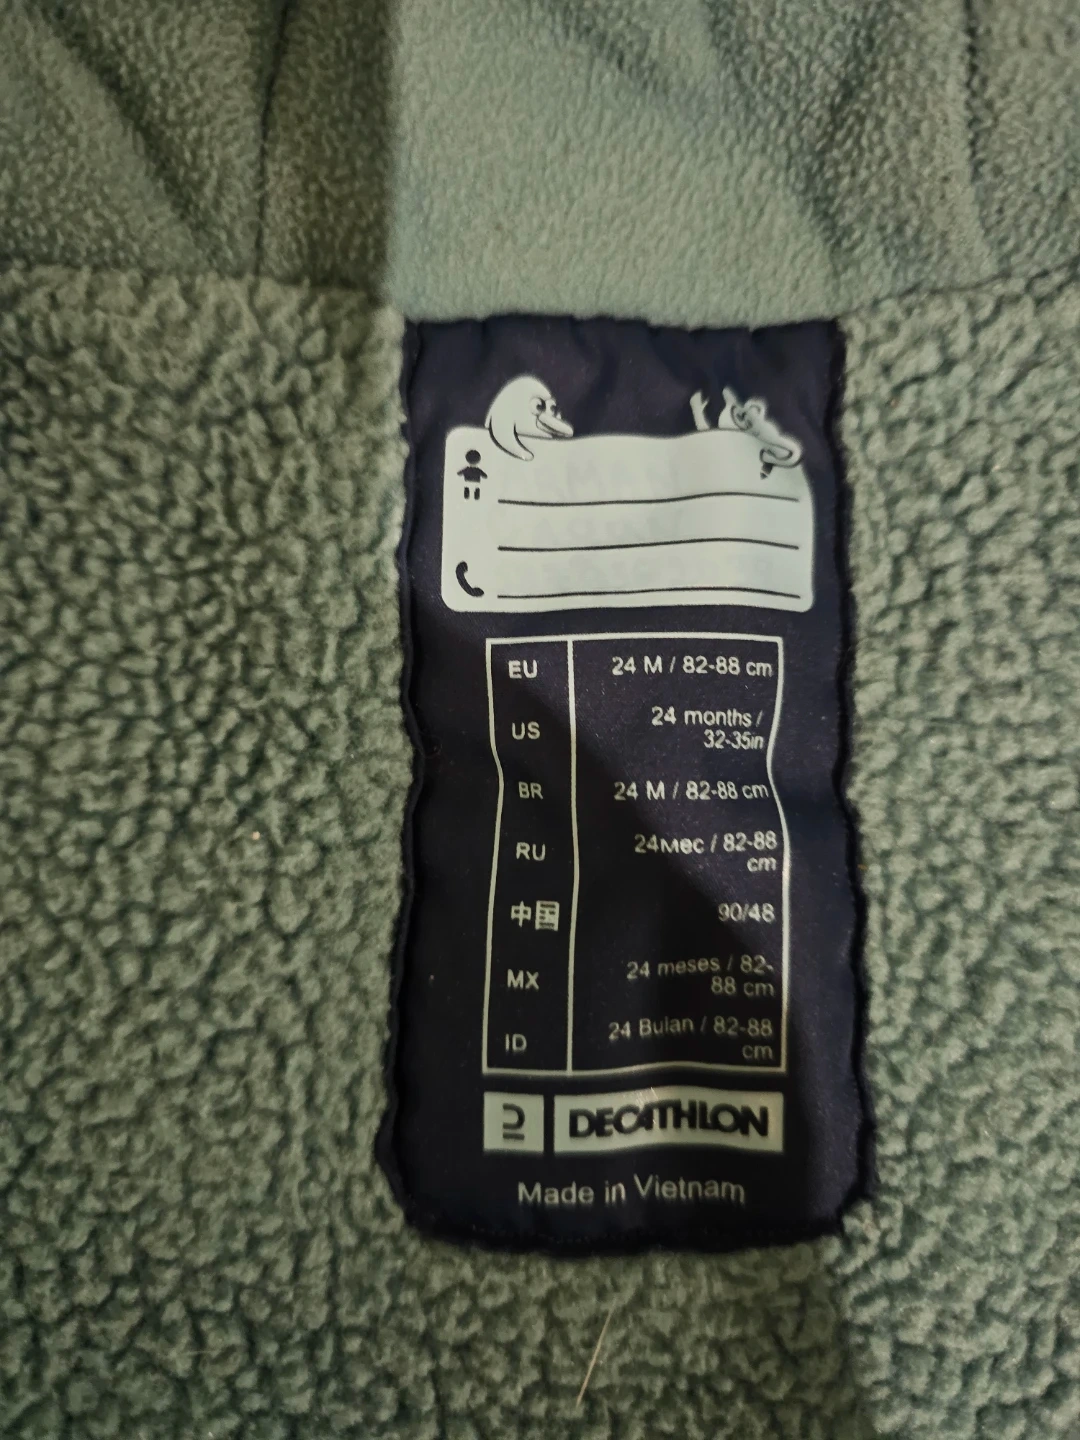 EU 24 M / 82-88 cm
US 24 months /
32-35in
BR 24 M / 82-88 cm
RU 24мес / 82-88
cm
中国 90/48
MX 24 meses / 82-
88 cm
ID 24 Bulan / 82-88
cm
DECATHLON
Made in Vietnam